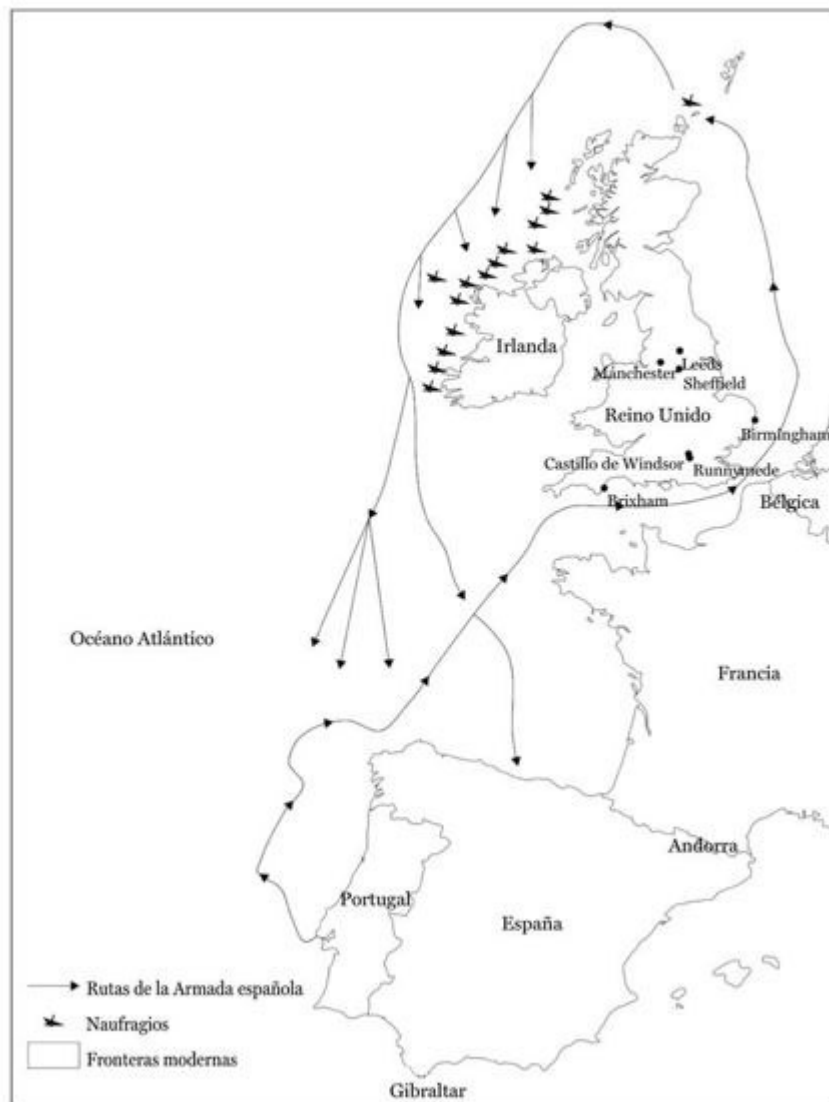 Irlanda
Mánchester
Leeds
Sheffield
Reino Unido
Birmingham
Castillo de Windsor
Runnymede
Brixham
Bélgica
Océano Atlántico
Francia
Andorra
Portugal
España
Rutas de la Armada española
Naufragios
Fronteras modernas
Gibraltar